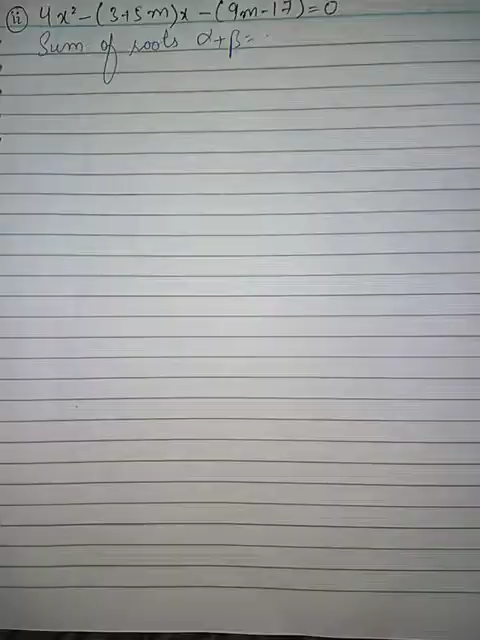 (ii) 4x² - (3+5m)x - (9m-17)=0
Sum of roots α+β=